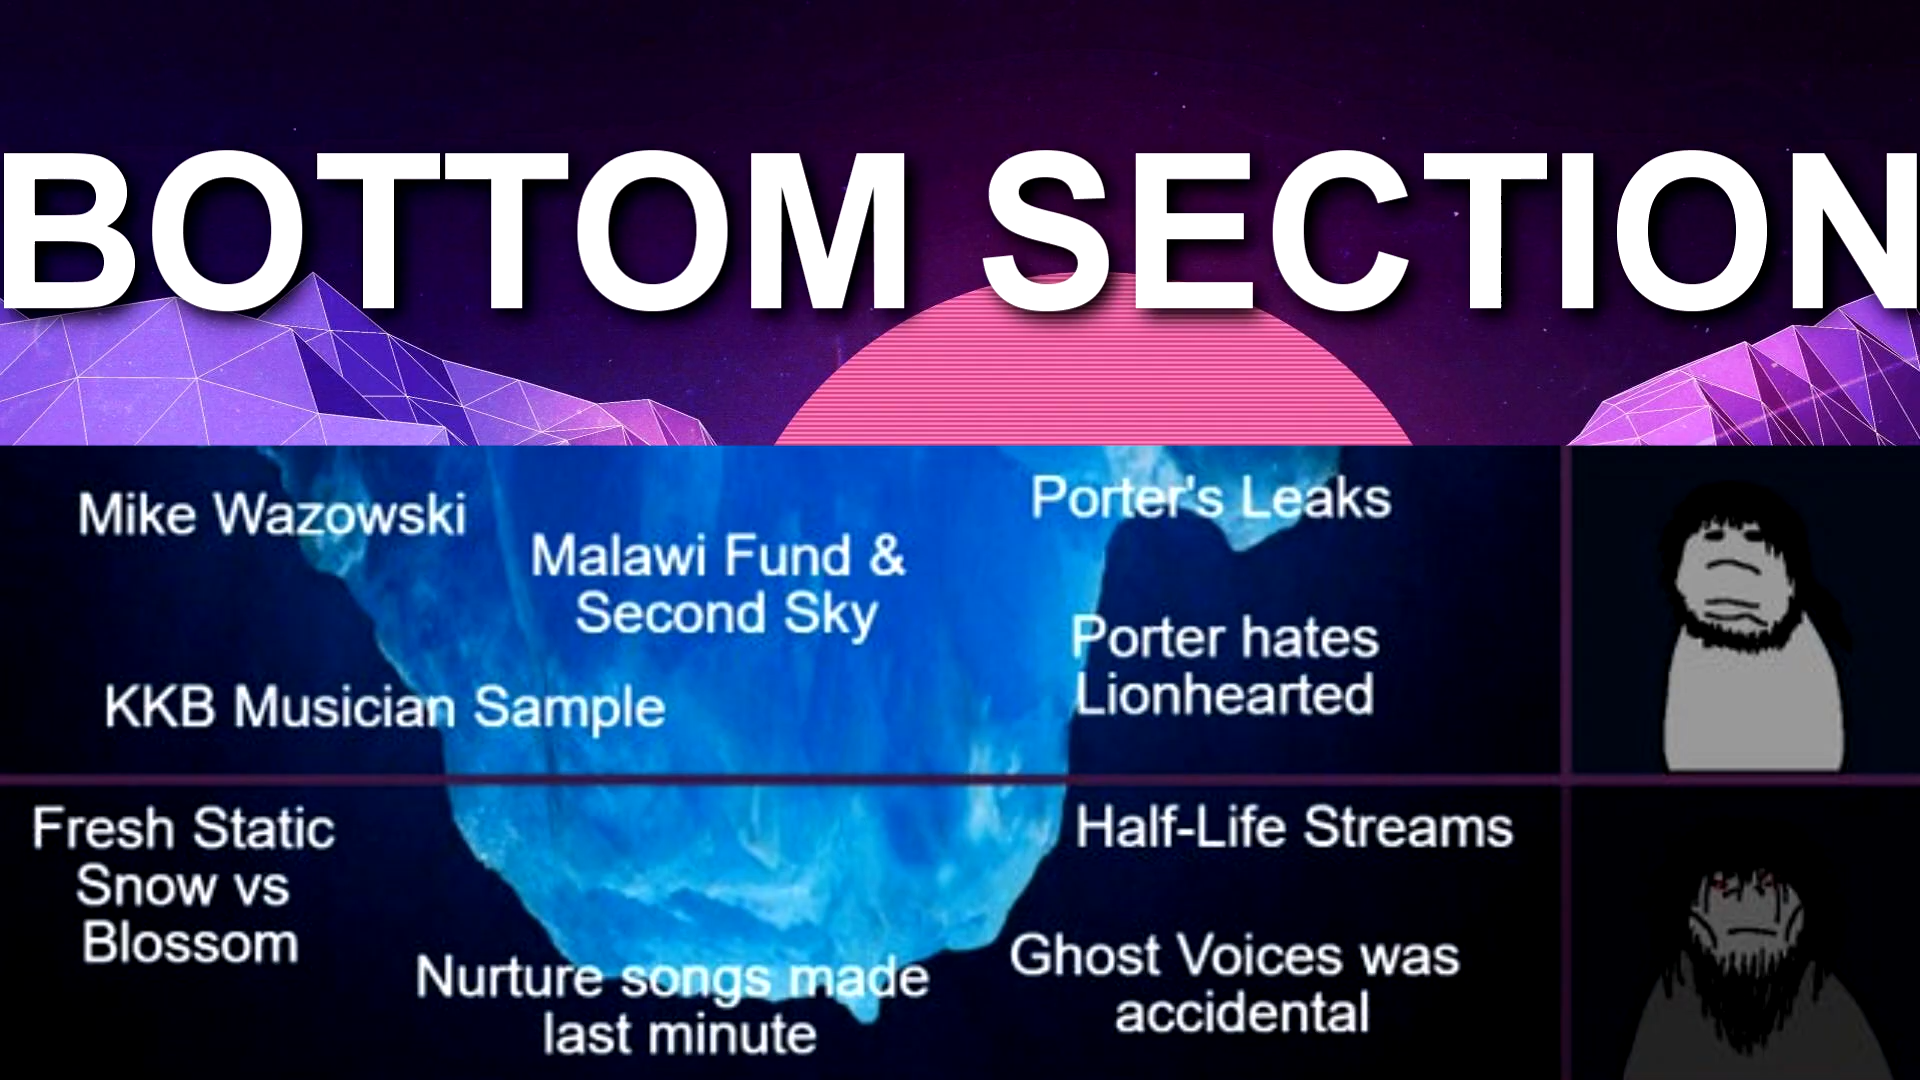 BOTTOM SECTION
Mike Wazowski
Malawi Fund &
Second Sky
Porter's Leaks
Porter hates
Lionhearted
KKB Musician Sample
Fresh Static
Snow vs
Blossom
Half-Life Streams
Nurture songs made
last minute
Ghost Voices was
accidental